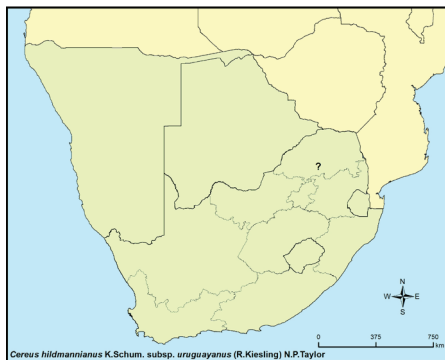 ?
N
W E
S
0 375 750
km
Cereus hildmannianus K.Schum. subsp. uruguayanus (R.Kiesling) N.P.Taylor